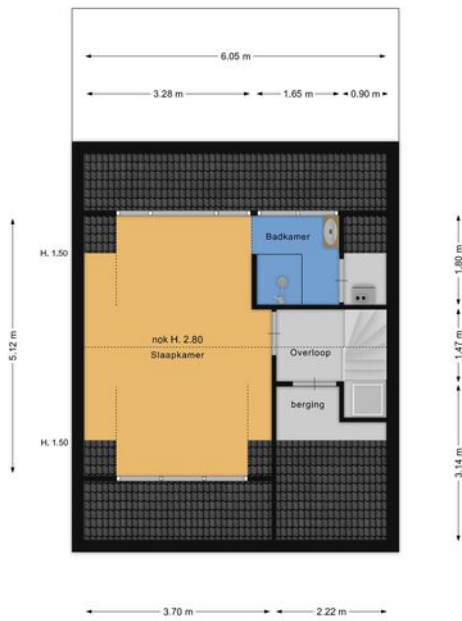 6.05 m
3.28 m
1.65 m
0.90 m
Badkamer
H. 1.50
1.80 m
5.12 m
nok H. 2.80
Slaapkamer
Overloop
1.47 m
berging
H. 1.50
3.14 m
3.70 m
2.22 m